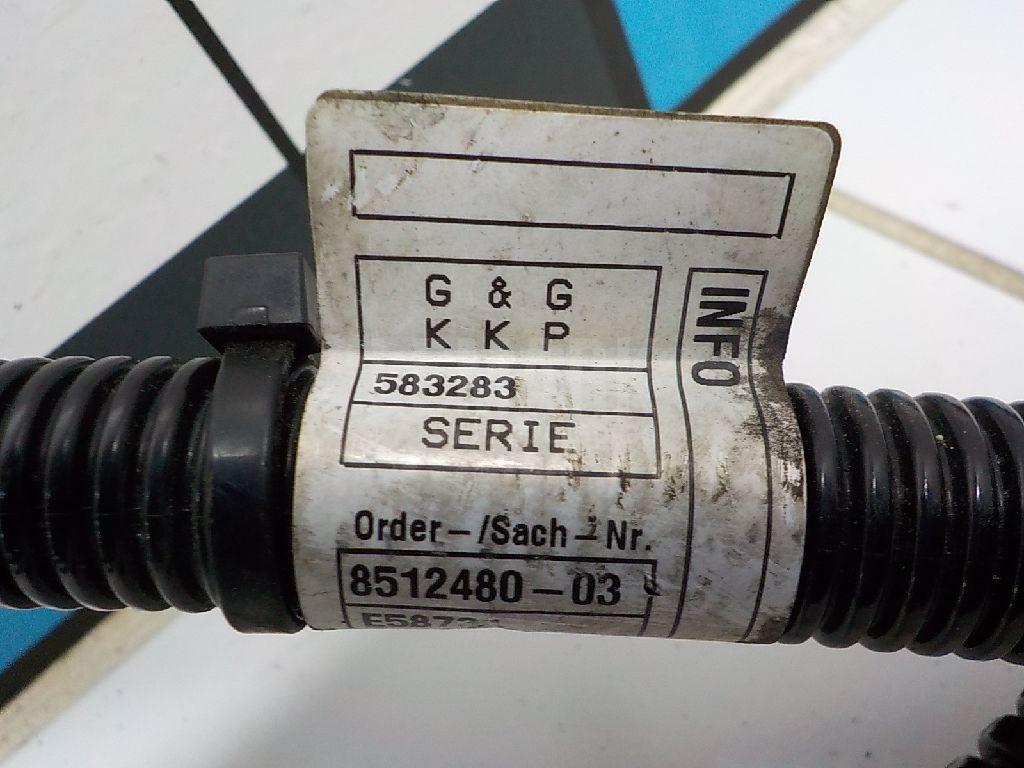 G & G
K K P
INFO
583283
SERIE
Order-/Sach-Nr.
8512480-03